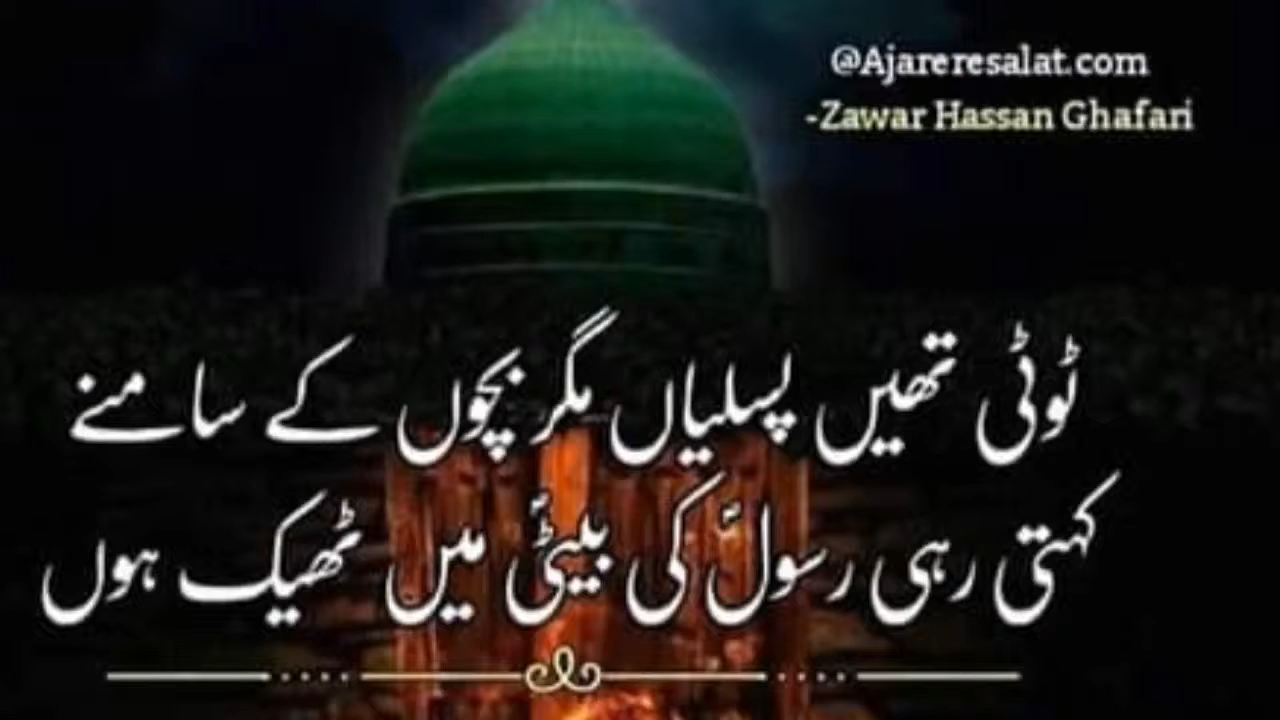 @Ajareresalat.com
-Zawar Hassan Ghafari
ٹوٹی تھیں پسلیاں مگر بچوں کے سامنے
کہتی رہی رسولؐ کی بیٹیؑ میں ٹھیک ہوں